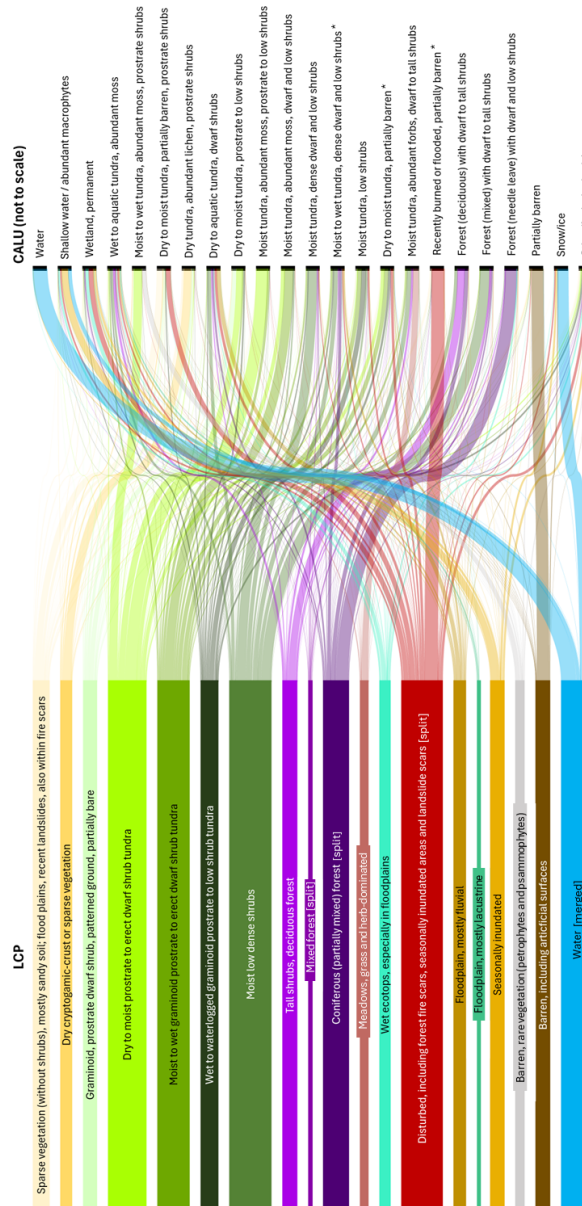 CALU (not to scale)
Water
Shallow water / abundant macrophytes
Wetland, permanent
Wet to aquatic tundra, abundant moss
Moist to wet tundra, abundant moss, prostrate shrubs
Dry to moist tundra, partially barren, prostrate shrubs
Dry tundra, abundant lichen, prostrate shrubs
Dry to aquatic tundra, dwarf shrubs
Dry to moist tundra, prostrate to low shrubs
Moist tundra, abundant moss, prostrate to low shrubs
Moist tundra, abundant moss, dwarf and low shrubs
Moist tundra, dense dwarf and low shrubs
Moist to wet tundra, dense dwarf and low shrubs *
Moist tundra, low shrubs
Dry to moist tundra, partially barren *
Moist tundra, abundant forbs, dwarf to tall shrubs
Recently burned or flooded, partially barren *
Forest (deciduous) with dwarf to tall shrubs
Forest (mixed) with dwarf to tall shrubs
Forest (needle leave) with dwarf and low shrubs
Partially barren
Snow/ice
LCP
Sparse vegetation (without shrubs), mostly sandy soil; flood plains, recent landslides, also within fire scars
Dry cryptogamic-crust or sparse vegetation
Graminoid, prostrate dwarf shrub, patterned ground, partially bare
Dry to moist prostrate to erect dwarf shrub tundra
Moist to wet graminoid prostrate to erect dwarf shrub tundra
Wet to waterlogged graminoid prostrate to low shrub tundra
Moist low dense shrubs
Tall shrubs, deciduous forest
Mixed forest [split]
Coniferous (partially mixed) forest [split]
Meadows, grass and herb-dominated
Wet ecotops, especially in floodplains
Disturbed, including forest fire scars, seasonally inundated areas and landslide scars [split]
Floodplain, mostly fluvial
Floodplain, mostly lacustrine
Seasonally inundated
Barren, rare vegetation (petrophytes and psammophytes)
Barren, including articficial surfaces
Water [merged]